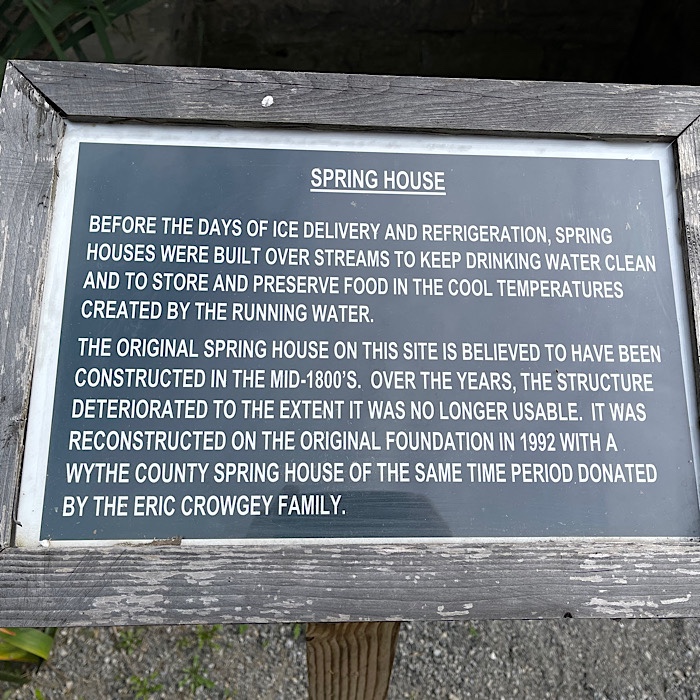 SPRING HOUSE
BEFORE THE DAYS OF ICE DELIVERY AND REFRIGERATION, SPRING
HOUSES WERE BUILT OVER STREAMS TO KEEP DRINKING WATER CLEAN
AND TO STORE AND PRESERVE FOOD IN THE COOL TEMPERATURES
CREATED BY THE RUNNING WATER.
THE ORIGINAL SPRING HOUSE ON THIS SITE IS BELIEVED TO HAVE BEEN
CONSTRUCTED IN THE MID-1800'S. OVER THE YEARS, THE STRUCTURE
DETERIORATED TO THE EXTENT IT WAS NO LONGER USABLE. IT WAS
RECONSTRUCTED ON THE ORIGINAL FOUNDATION IN 1992 WITH A
WYTHE COUNTY SPRING HOUSE OF THE SAME TIME PERIOD DONATED
BY THE ERIC CROWGEY FAMILY.